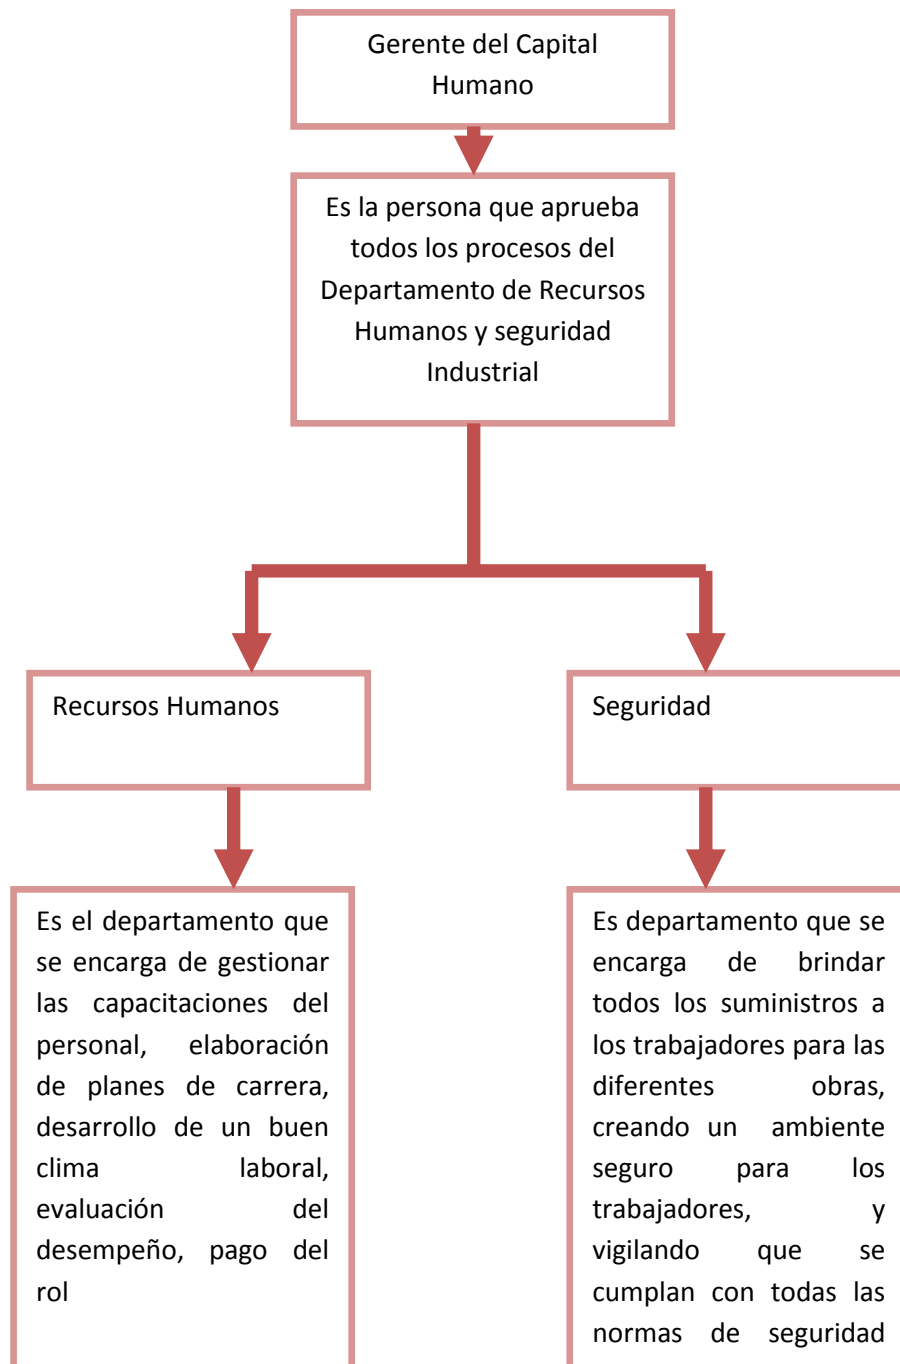 Gerente del Capital
Humano
Es la persona que aprueba
todos los procesos del
Departamento de Recursos
Humanos y seguridad
Industrial
Recursos Humanos
Seguridad
Es el departamento que
se encarga de gestionar
las capacitaciones del
personal, elaboración
de planes de carrera,
desarrollo de un buen
clima laboral,
evaluación del
desempeño, pago del
rol
Es departamento que se
encarga de brindar
todos los suministros a
los trabajadores para las
diferentes obras,
creando un ambiente
seguro para los
trabajadores, y
vigilando que se
cumplan con todas las
normas de seguridad